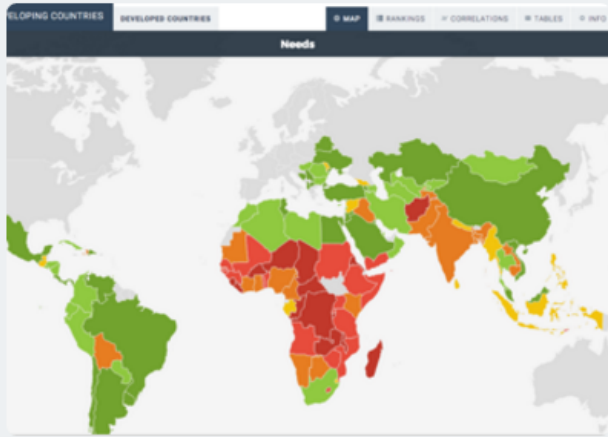 ELOPING COUNTRIES
DEVELOPED COUNTRIES
MAP
RANKINGS
CORRELATIONS
TABLES
INFO
Needs